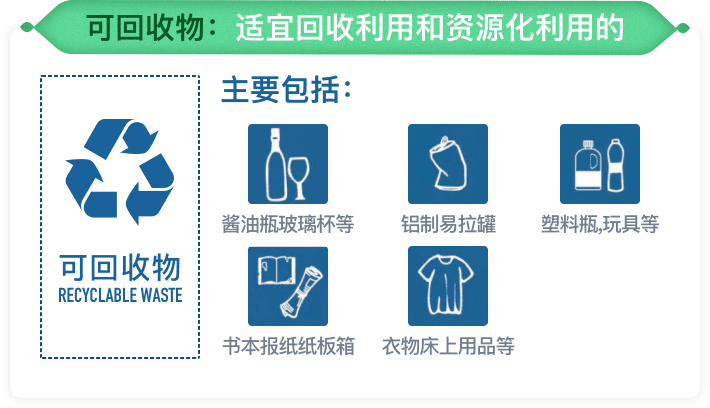 可回收物：适宜回收利用和资源化利用的
主要包括：
可回收物
RECYCLABLE WASTE
酱油瓶玻璃杯等
铝制易拉罐
塑料瓶,玩具等
书本报纸纸板箱
衣物床上用品等